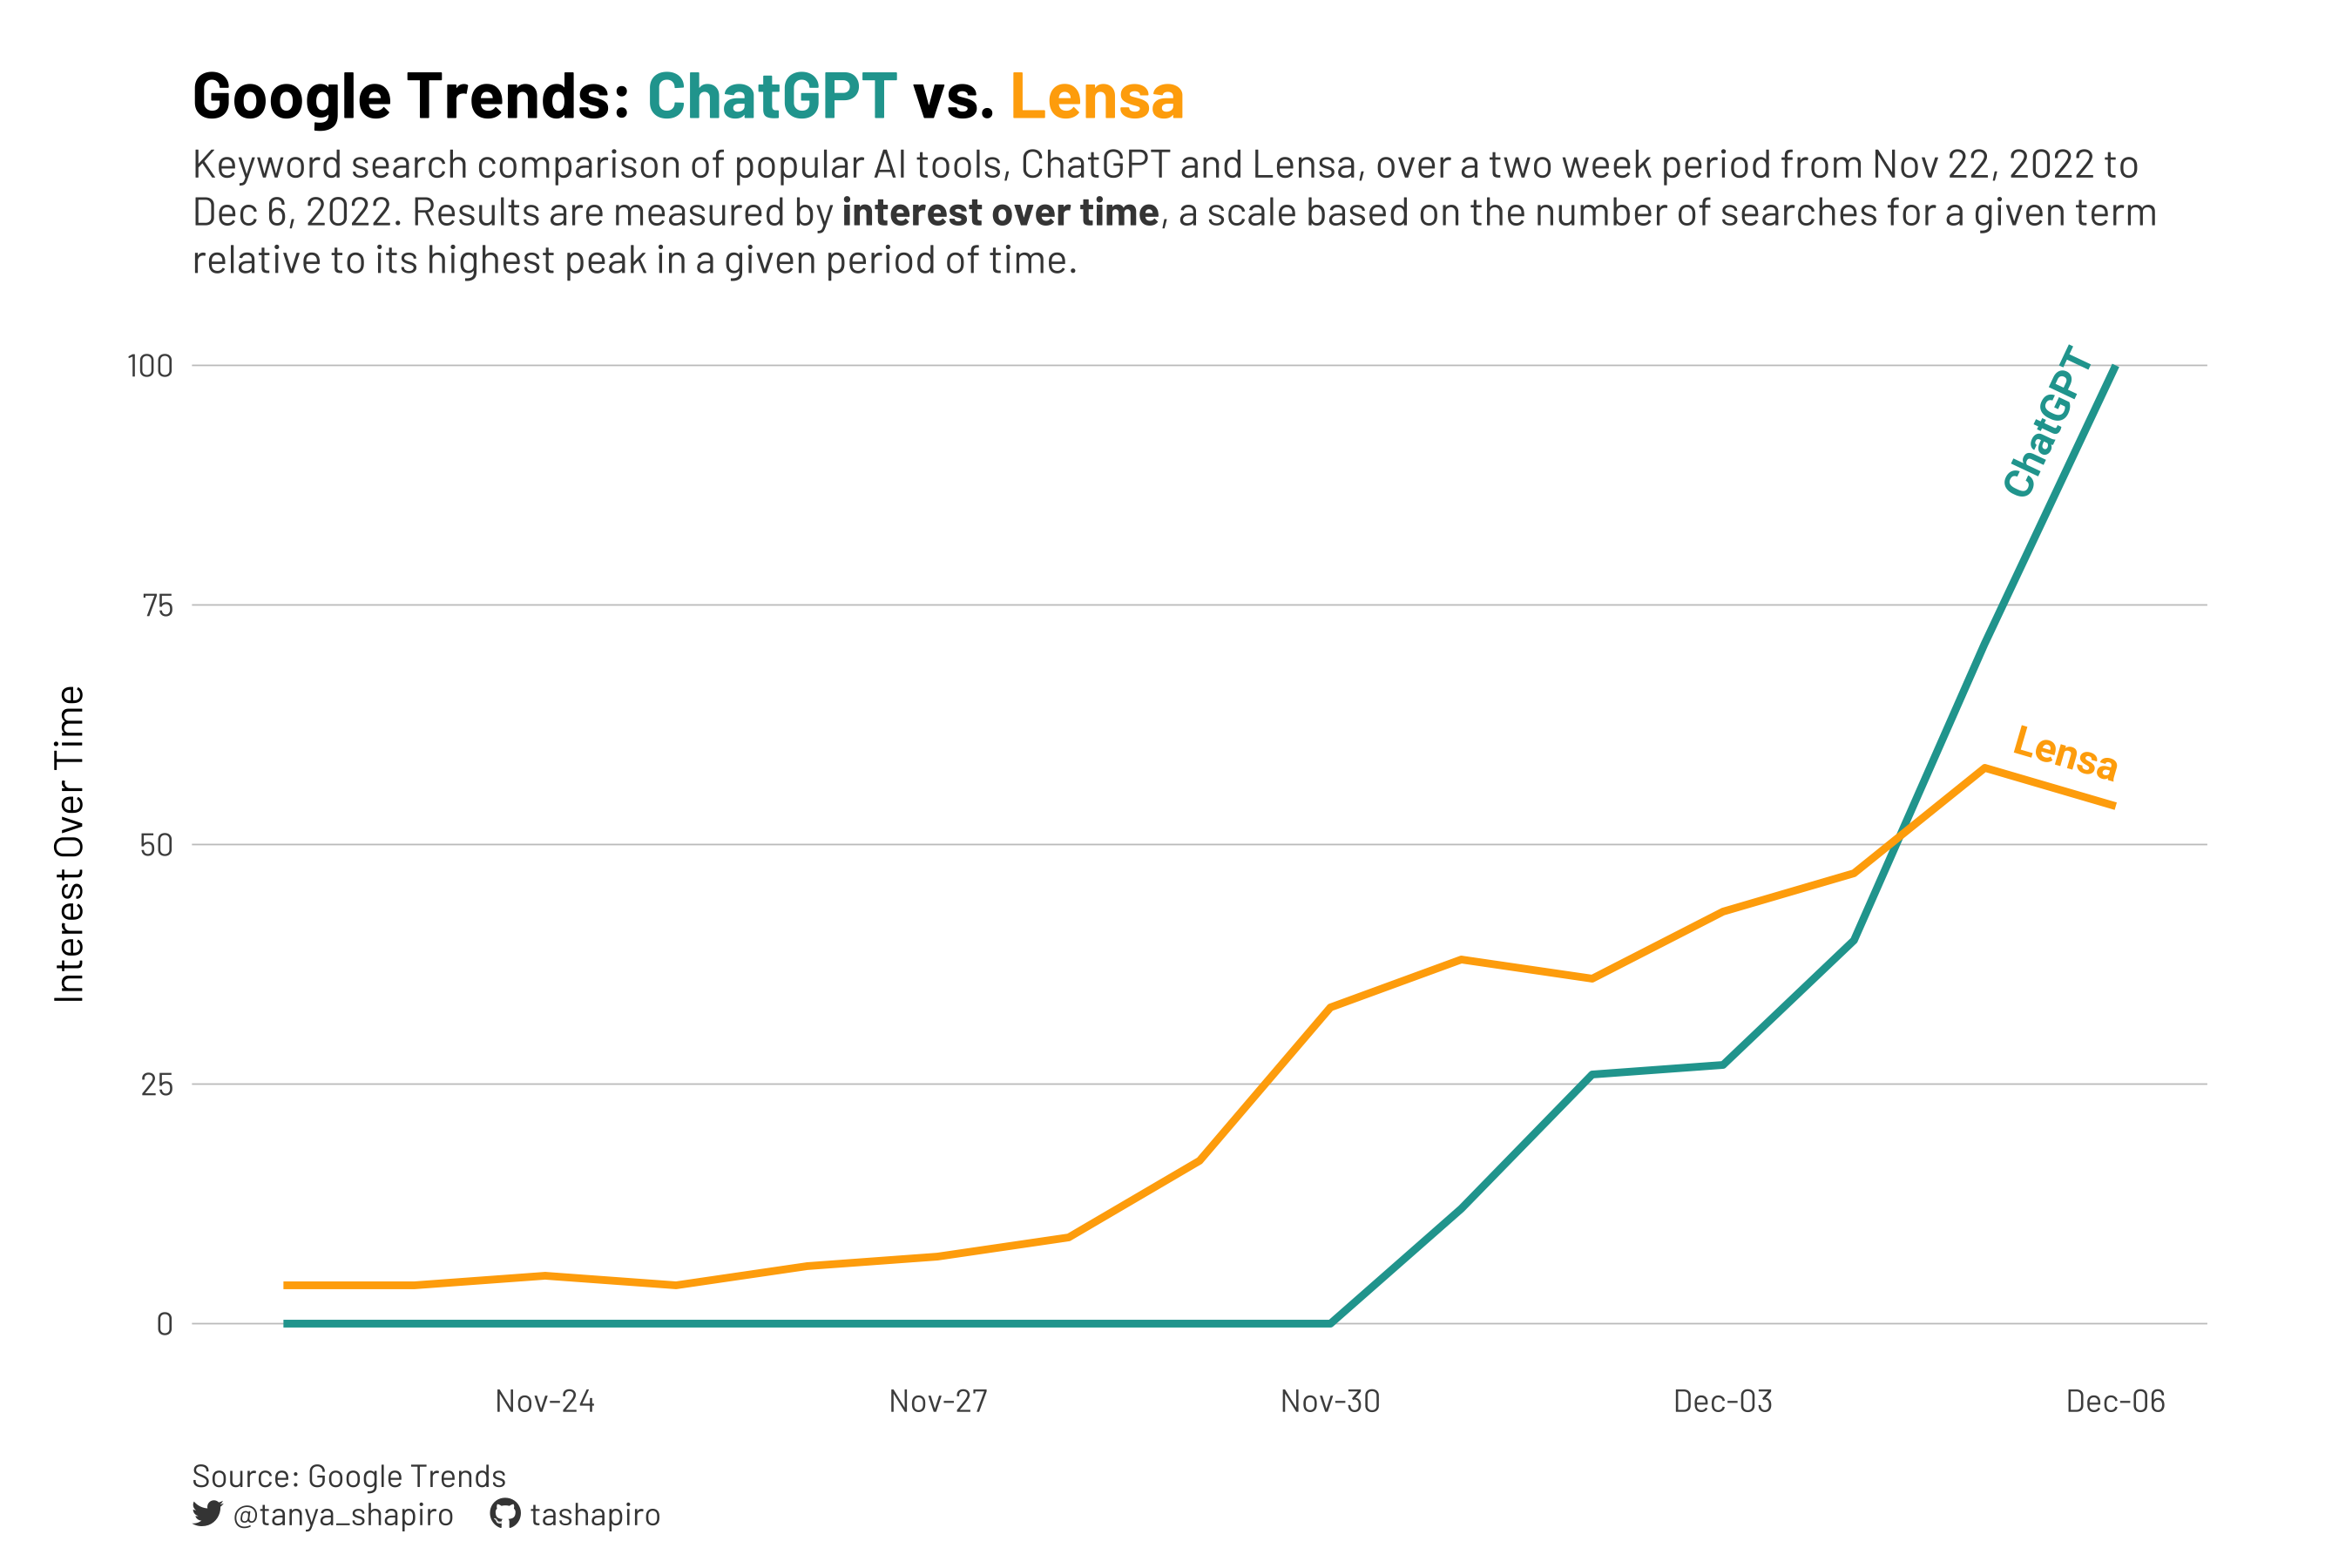 Google Trends: ChatGPT vs. Lensa
Keyword search comparison of popular AI tools, ChatGPT and Lensa, over a two week period from Nov 22, 2022 to
Dec 6, 2022. Results are measured by interest over time, a scale based on the number of searches for a given term
relative to its highest peak in a given period of time.
100
75
50
25
0
Interest Over Time
ChatGPT
Lensa
Nov-24
Nov-27
Nov-30
Dec-03
Dec-06
Source: Google Trends
@tanya_shapiro tashapiro